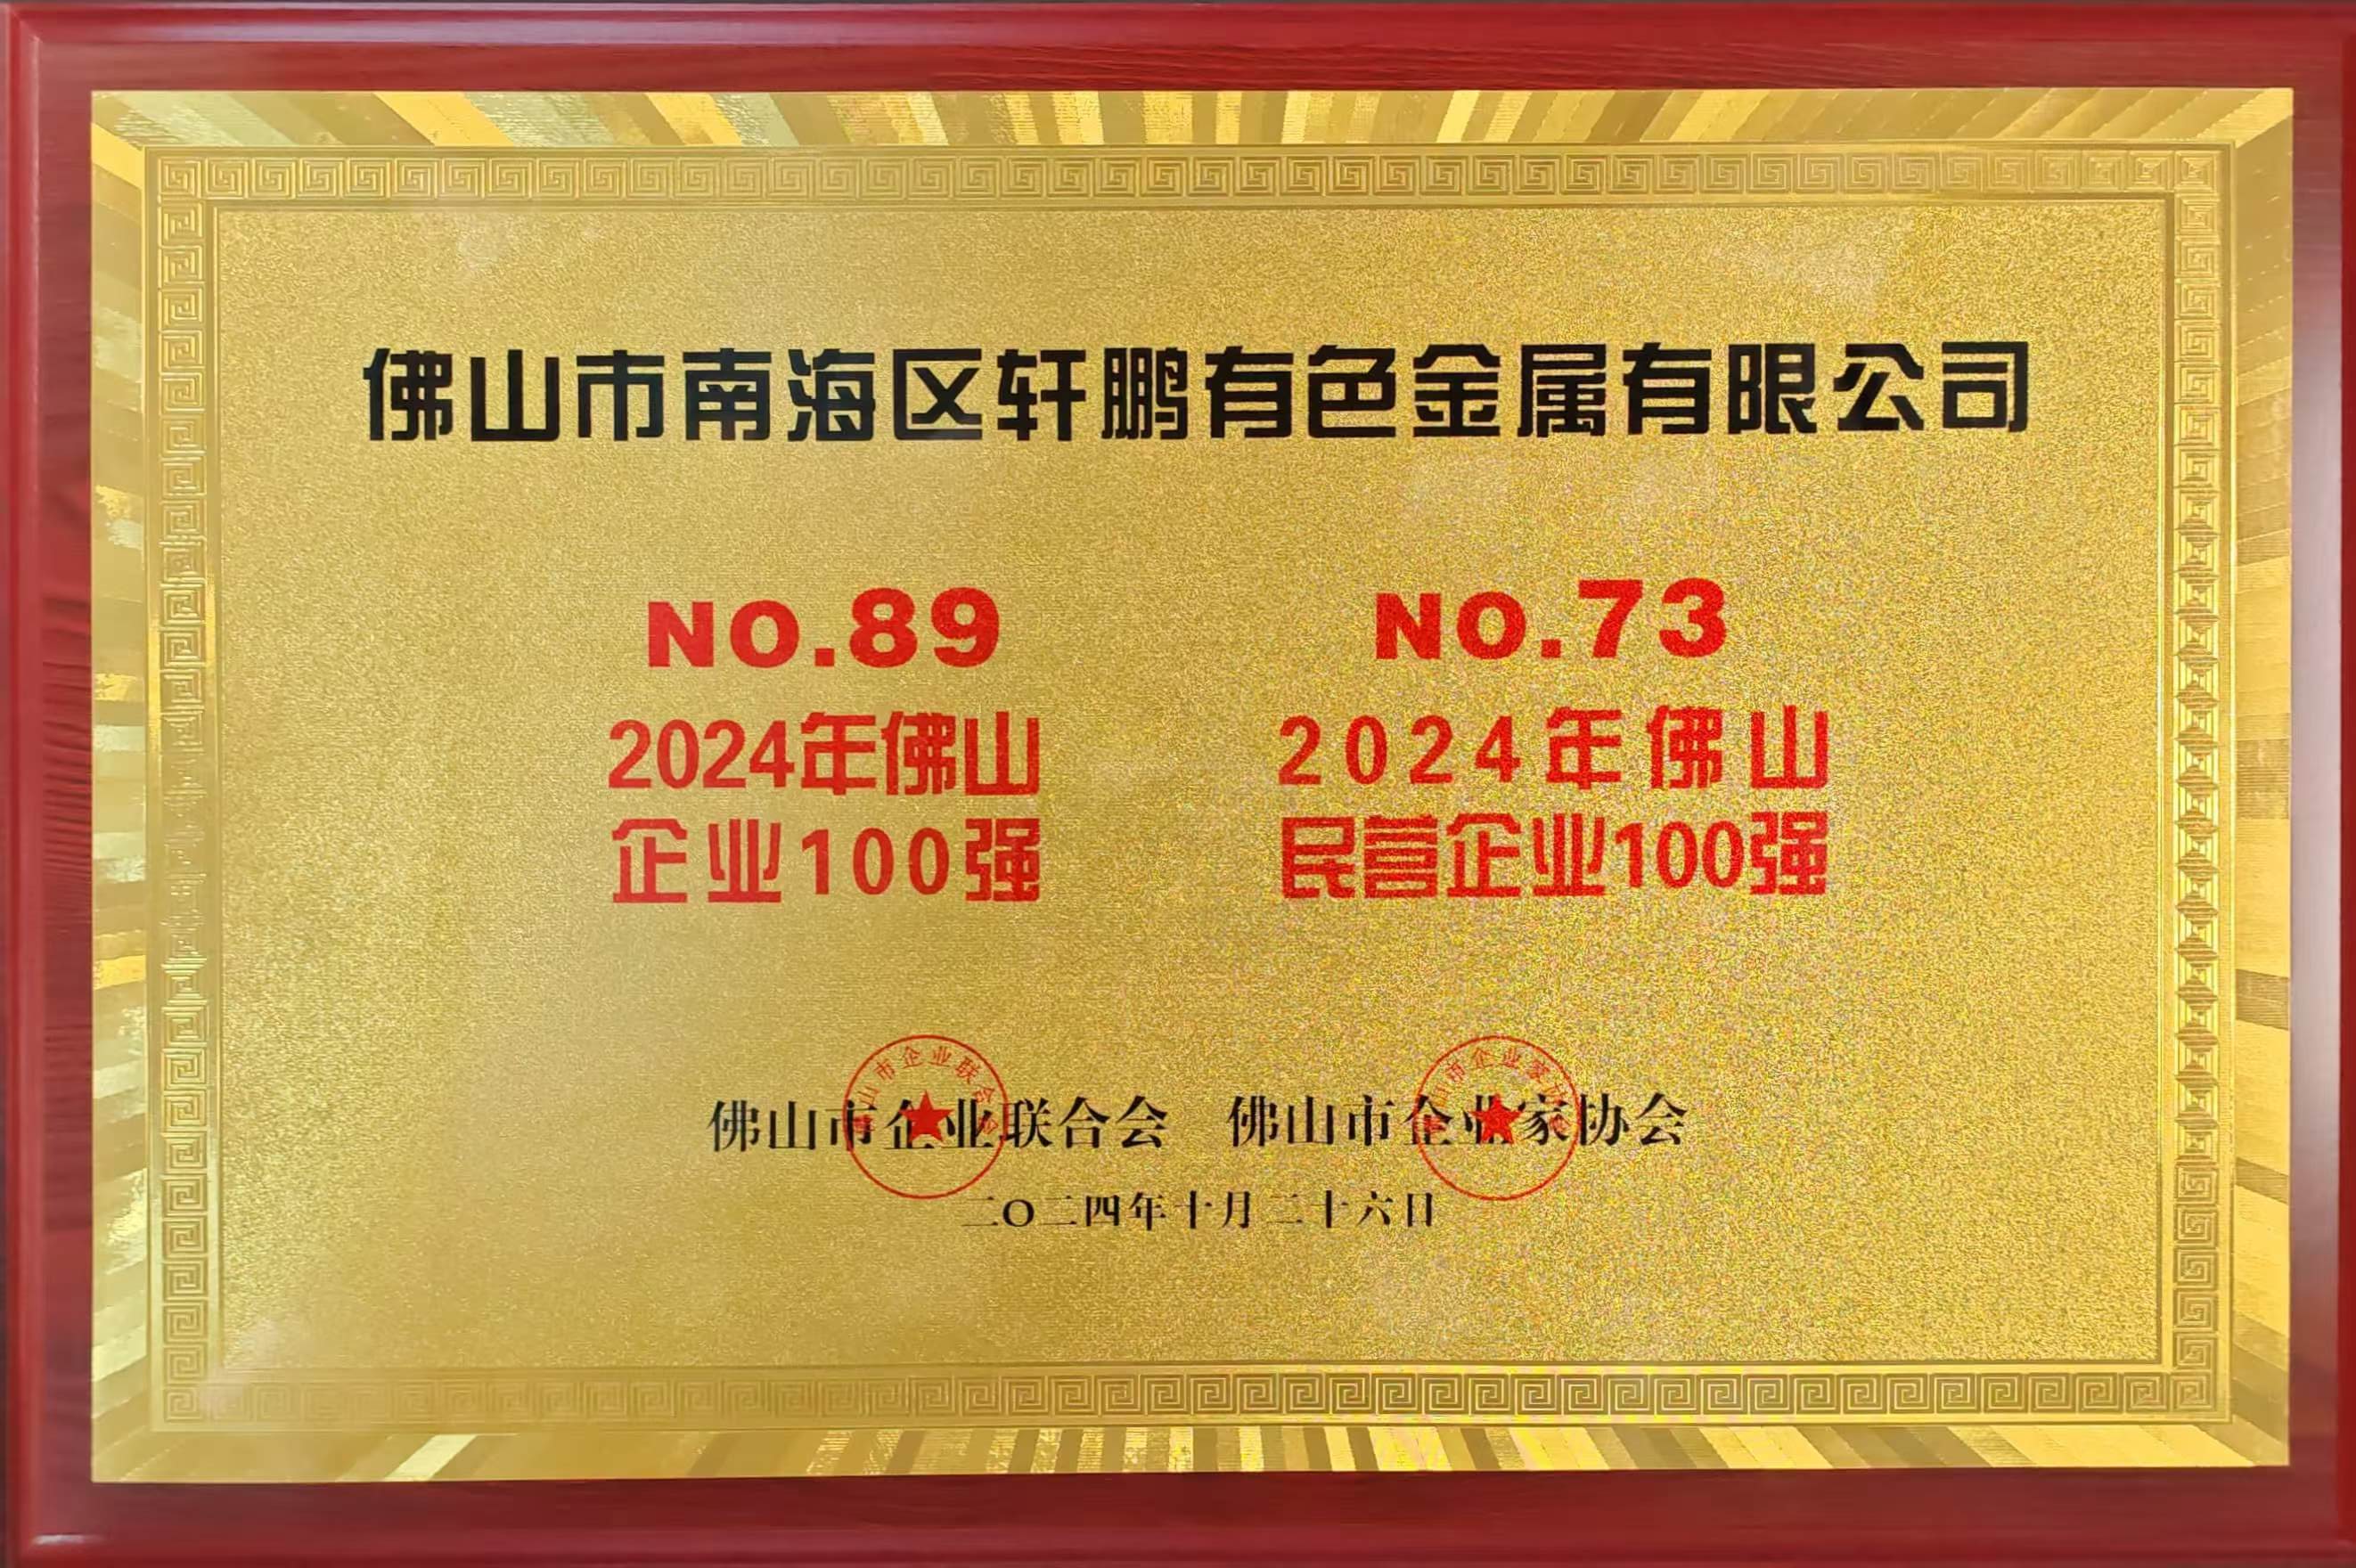 佛山市南海区轩鹏有色金属有限公司
NO.89
2024年佛山
企业100强
NO.73
2024年佛山
民营企业100强
佛山市企业联合会 佛山市企业家协会
二〇二四年十月二十六日